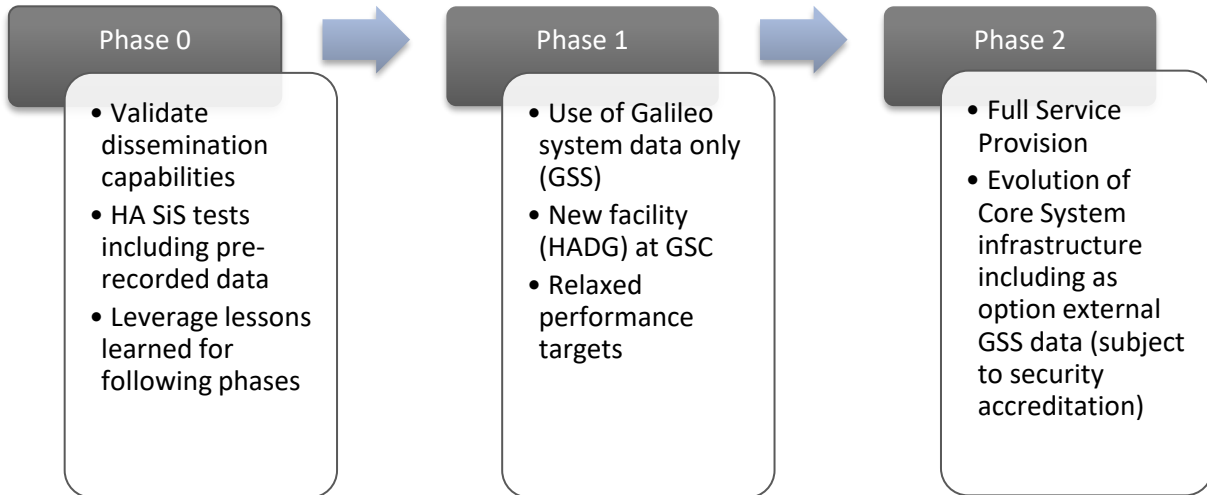 Phase 0
• Validate
dissemination
capabilities
• HA SiS tests
including pre-
recorded data
• Leverage lessons
learned for
following phases
Phase 1
• Use of Galileo
system data only
(GSS)
• New facility
(HADG) at GSC
• Relaxed
performance
targets
Phase 2
• Full Service
Provision
• Evolution of
Core System
infrastructure
including as
option external
GSS data (subject
to security
accreditation)